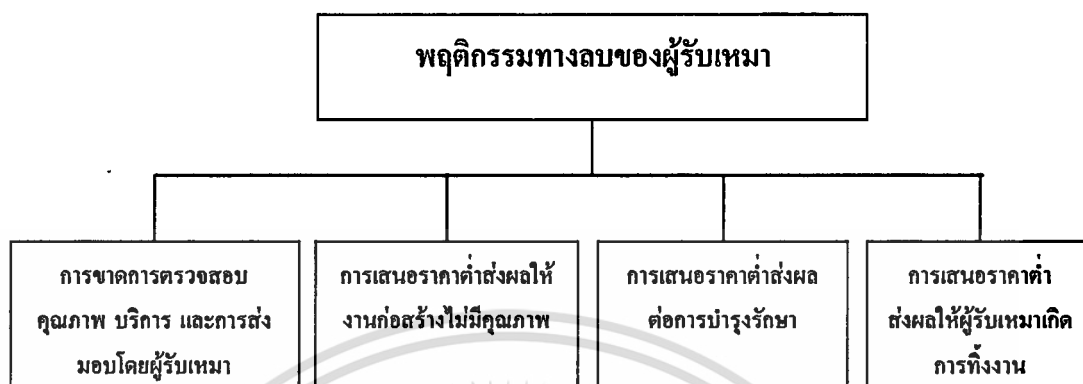 พฤติกรรมทางลบของผู้รับเหมา
การขาดการตรวจสอบ
คุณภาพ บริการ และการส่ง
มอบโดยผู้รับเหมา
การเสนอราคาต่ำส่งผลให้
งานก่อสร้างไม่มีคุณภาพ
การเสนอราคาต่ำส่งผล
ต่อการบำรุงรักษา
การเสนอราคาต่ำ
ส่งผลให้ผู้รับเหมาเกิด
การทิ้งงาน